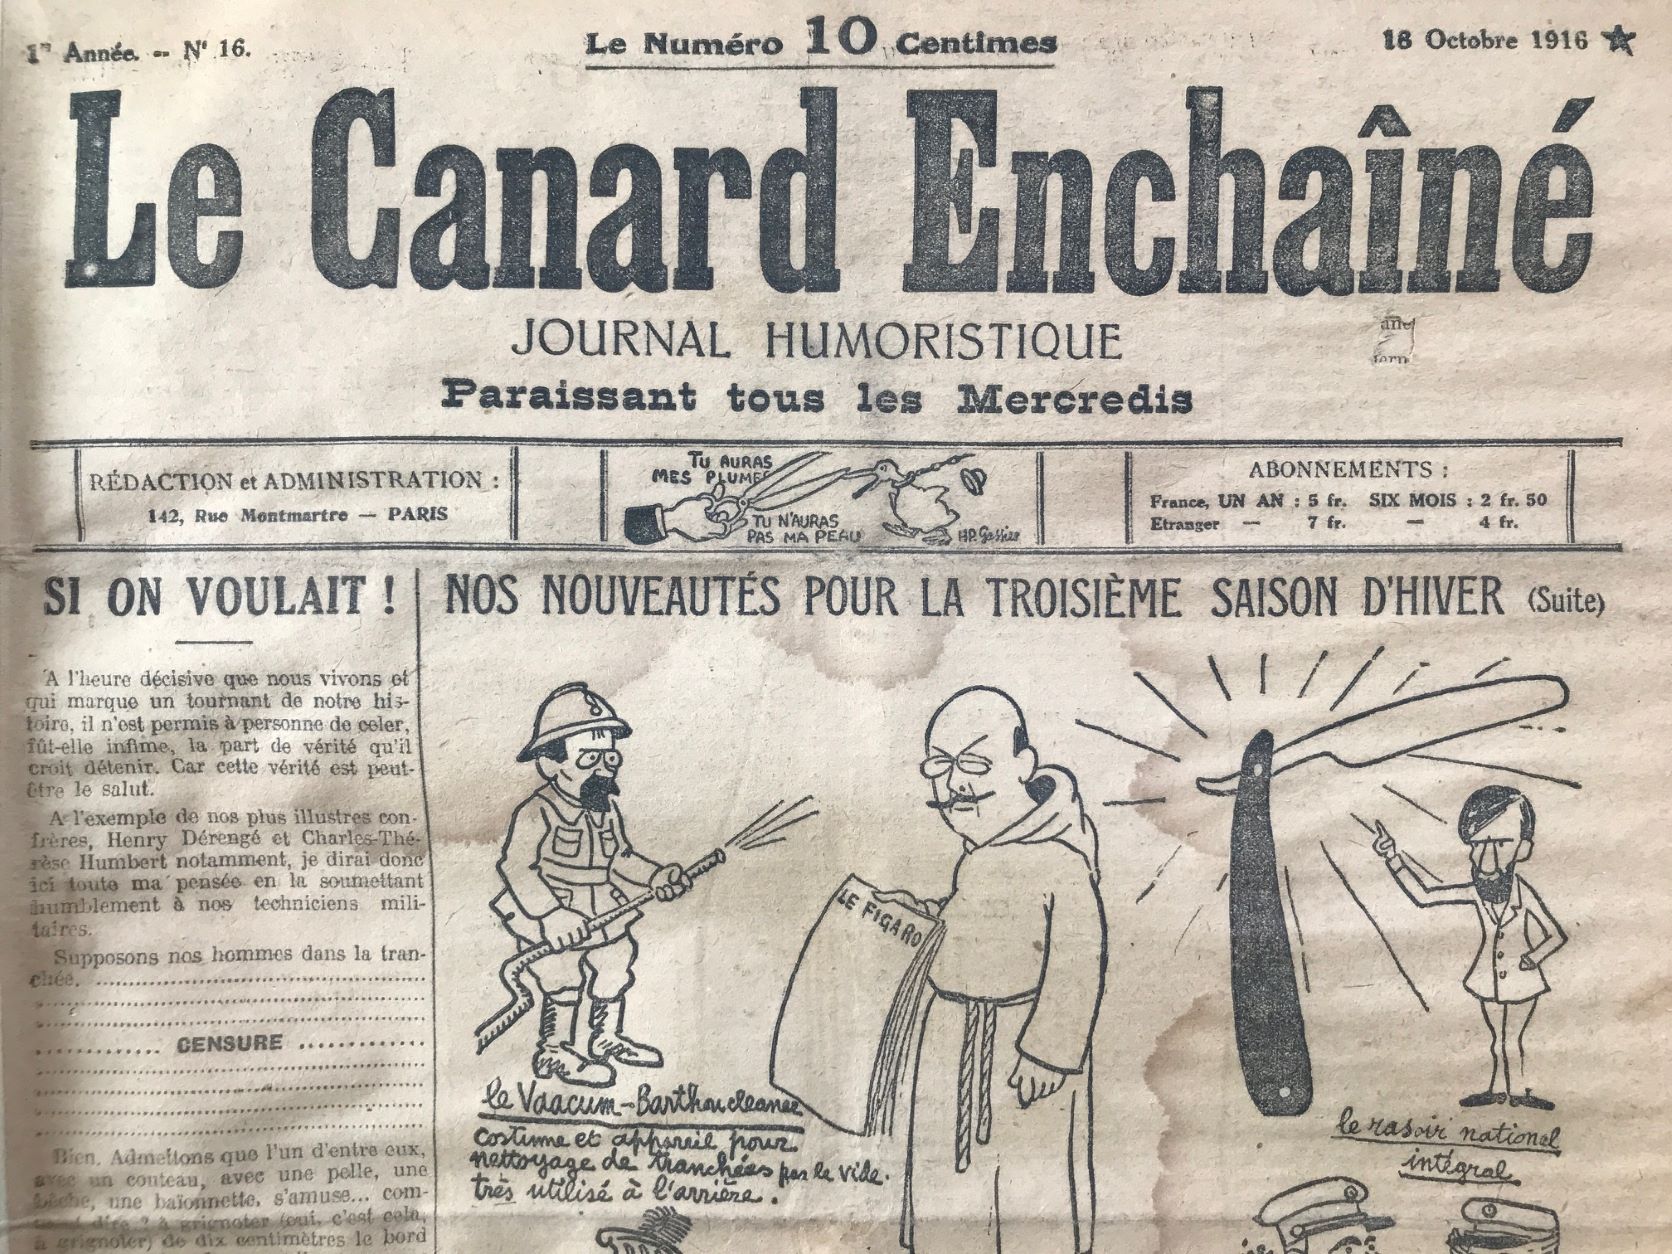 1re Année. -- N° 16.
Le Numéro 10 Centimes
18 Octobre 1916
Le Canard Enchaîné
JOURNAL HUMORISTIQUE
Paraissant tous les Mercredis
RÉDACTION et ADMINISTRATION :
142, Rue Montmartre — PARIS
TU AURAS
MES PLUMES
TU N'AURAS
PAS MA PEAU
H.P. Gassier
ABONNEMENTS :
France, UN AN : 5 fr. SIX MOIS : 2 fr. 50
Etranger — 7 fr. — 4 fr.
SI ON VOULAIT !
A l'heure décisive que nous vivons et
qui marque un tournant de notre his-
toire, il n'est permis à personne de celer,
fût-elle infime, la part de vérité qu'il
croit détenir. Car cette vérité est peut-
être le salut.
A l'exemple de nos plus illustres con-
frères, Henry Dérengé et Charles-Thé-
rèse Humbert notamment, je dirai donc
ici toute ma pensée en la soumettant
humblement à nos techniciens mili-
taires.
Supposons nos hommes dans la tran-
chée.
CENSURE
Bien. Admettons que l'un d'entre eux,
avec un couteau, avec une pelle, une
bêche, une baïonnette, s'amuse... com-
ment dire ? à grignoter (oui, c'est cela,
à grignoter) de dix centimètres le bord
NOS NOUVEAUTÉS POUR LA TROISIÈME SAISON D'HIVER (Suite)
LE FIGARO
le Vaacum-Barthoucleaner
costume et appareil pour
nettoyage de tranchées par le vide.
très utilisé à l'arrière.
le rasoir national
intégral